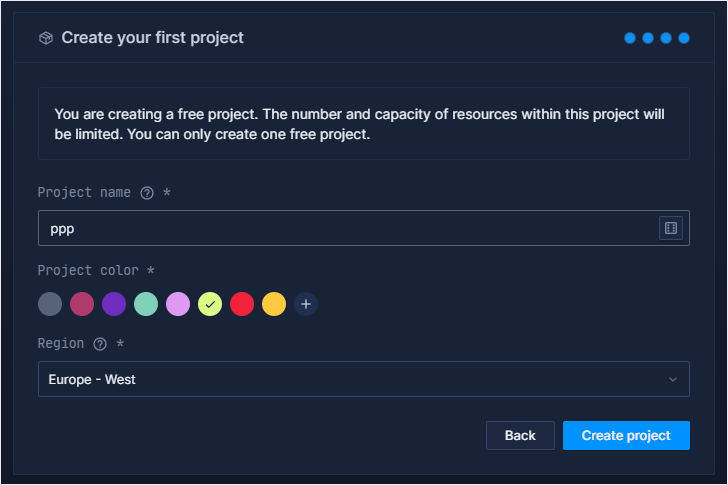 Create your first project
You are creating a free project. The number and capacity of resources within this project will
be limited. You can only create one free project.
Project name ? *
ppp
Project color *
+
Region ? *
Europe - West
Back
Create project